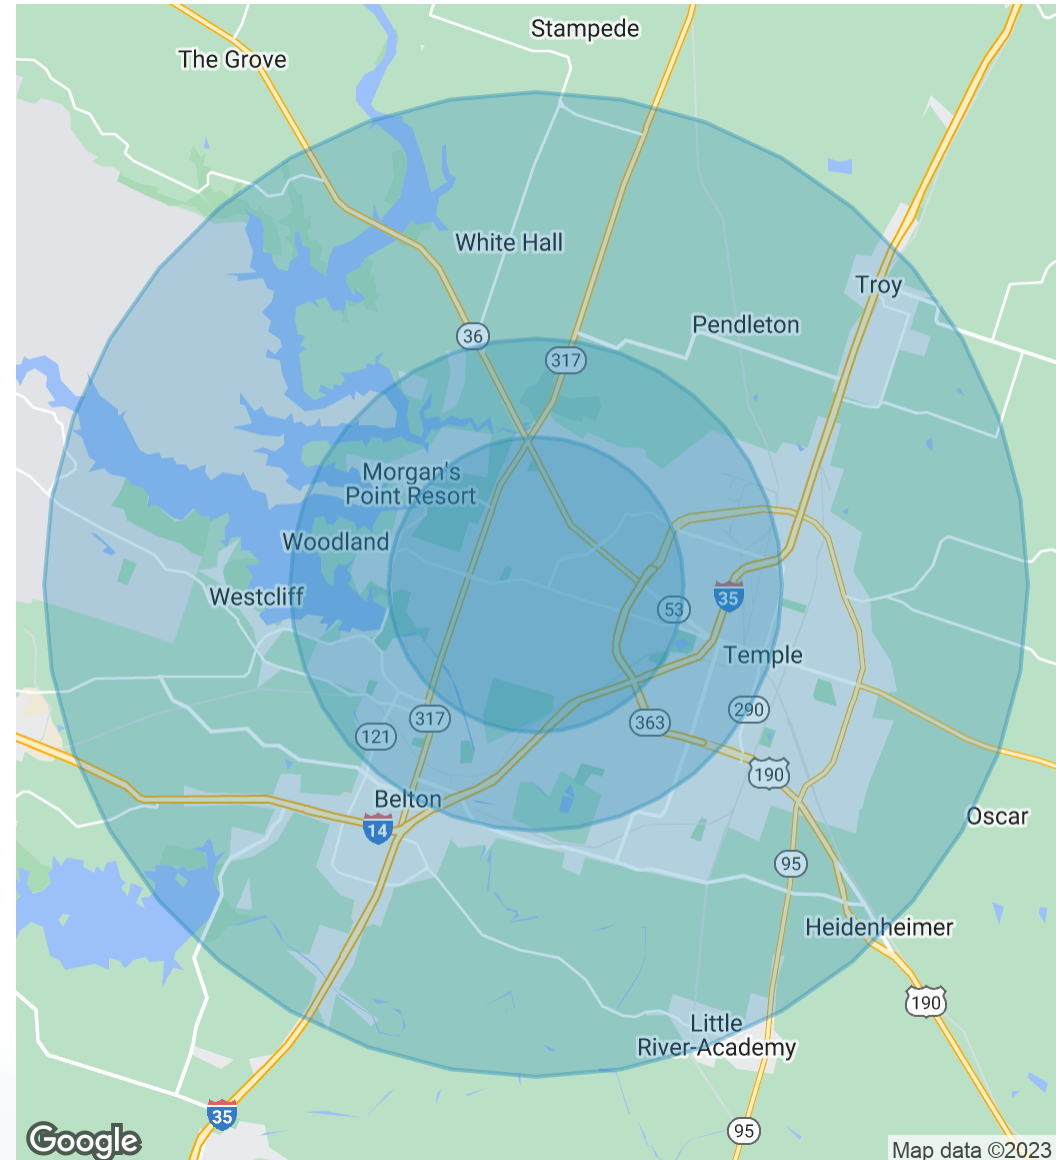 Stampede
The Grove
White Hall
Troy
Pendleton
36
317
Morgan's
Point Resort
Woodland
Westcliff
35
53
Temple
290
317
363
121
190
Belton
14
Oscar
95
Heidenheimer
190
Little
River-Academy
35
95
Google
Map data ©2023